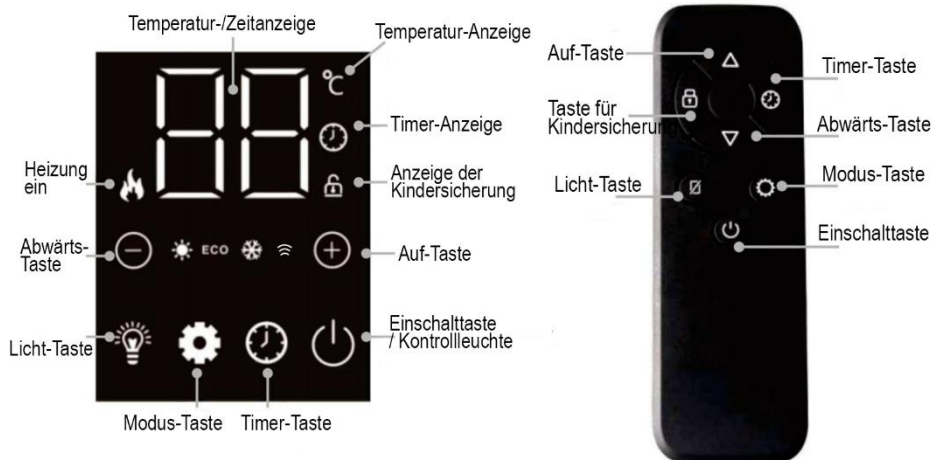 Temperatur-/Zeitanzeige
Temperatur-Anzeige
88
°C
Timer-Anzeige
Anzeige der
Kindersicherung
Heizung
ein
Abwärts-
Taste
ECO
Auf-Taste
Licht-Taste
Einschalttaste
/ Kontrollleuchte
Modus-Taste
Timer-Taste
Auf-Taste
Timer-Taste
Taste für
Kindersicherung
Abwärts-Taste
Licht-Taste
Modus-Taste
Einschalttaste